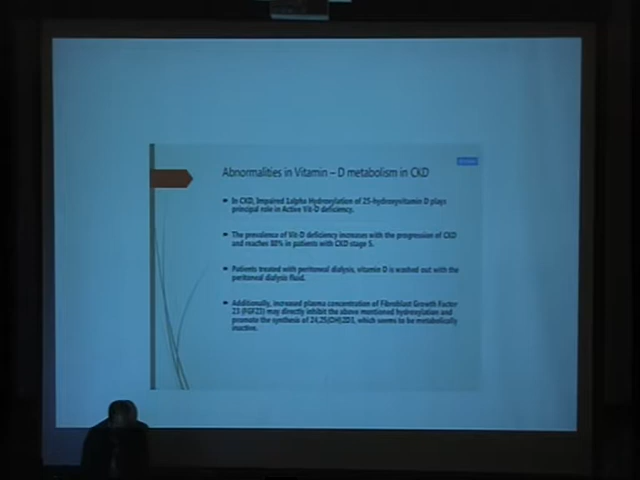 Abnormalities in Vitamin – D metabolism in CKD
In CKD, Impaired 1alpha Hydroxylation of 25-hydroxyvitamin D plays
principal role in Active Vit-D deficiency.
The prevalence of Vit-D deficiency increases with the progression of CKD
and reaches 80% in patients with CKD stage 5.
Patients treated with peritoneal dialysis, vitamin D is washed out with the
peritoneal dialysis fluid.
Additionally, increased plasma concentration of Fibroblast Growth Factor
23 (FGF23) may directly inhibit the above mentioned hydroxylation and
promote the synthesis of 24,25(OH)2D3, which seems to be metabolically
inactive.